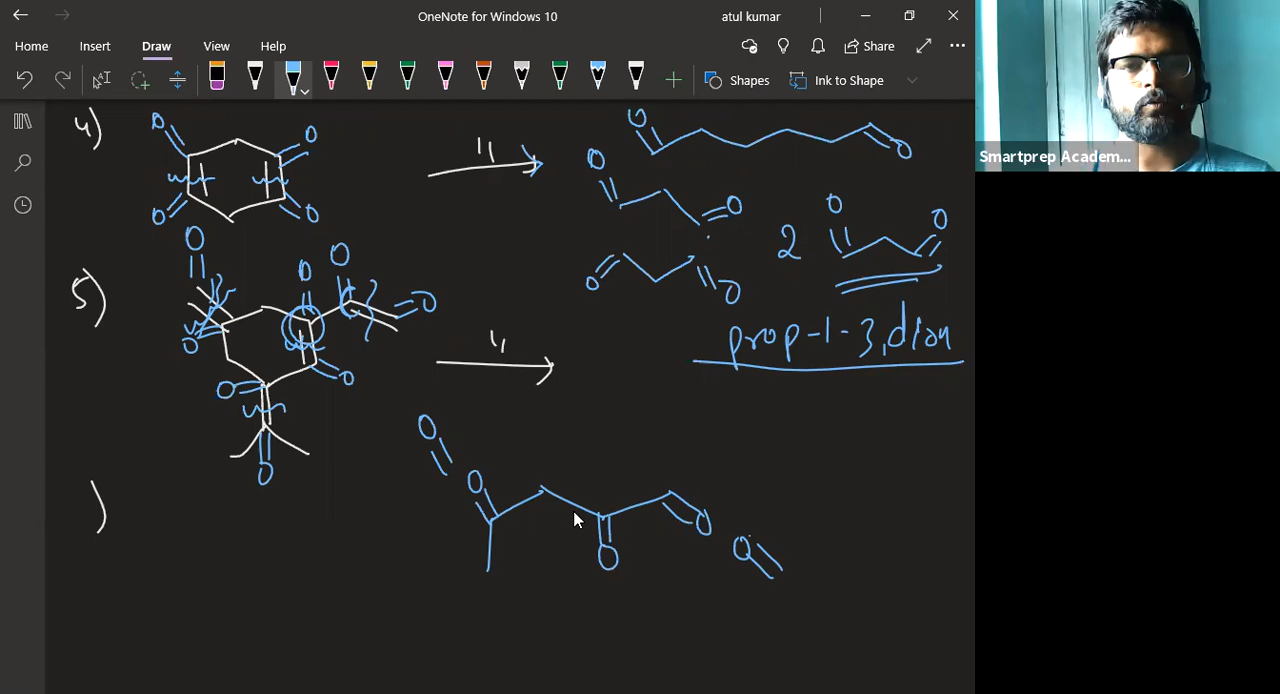 OneNote for Windows 10
atul kumar
Home Insert Draw View Help
Share
Shapes
Ink to Shape
4)
O O
O O
O
O
O
O
O
O
2
O O
Smartprep Academ...
5)
O
O
O
O
O
O
O
O
prop-1-3,dion
)
O
O
O
O
O